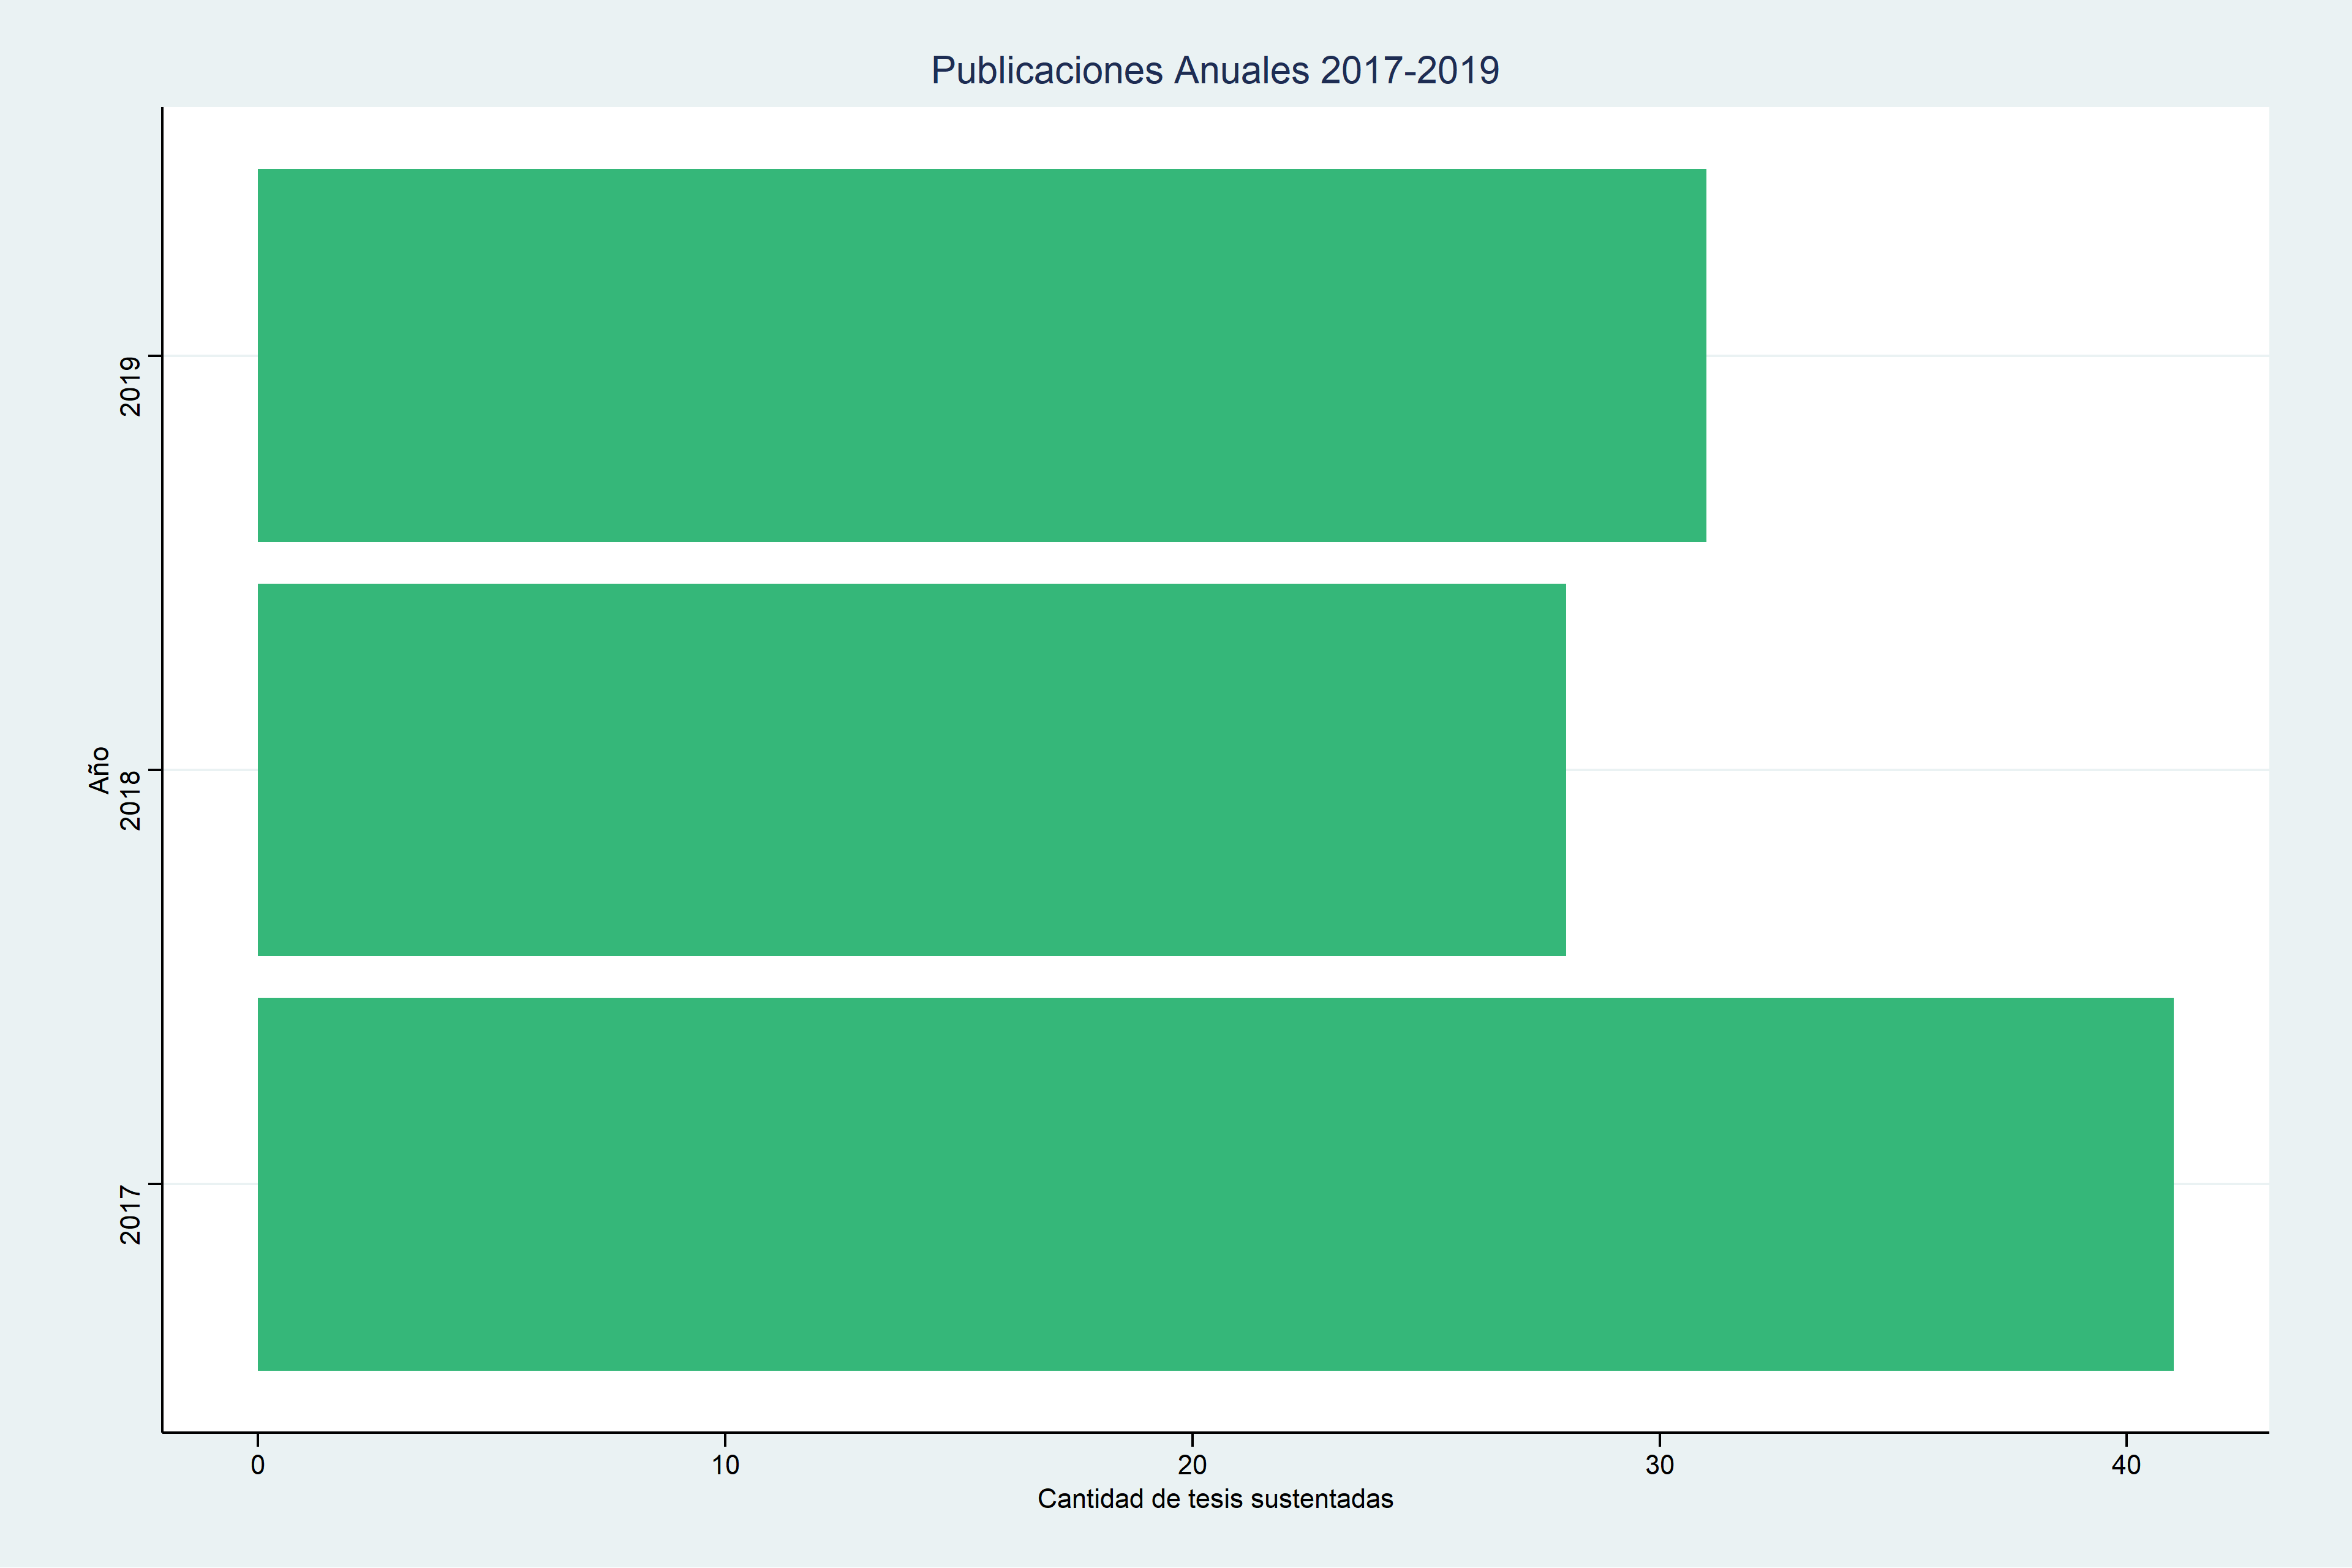 Publicaciones Anuales 2017-2019
Año
2019
2018
2017
0 10 20 30 40
Cantidad de tesis sustentadas